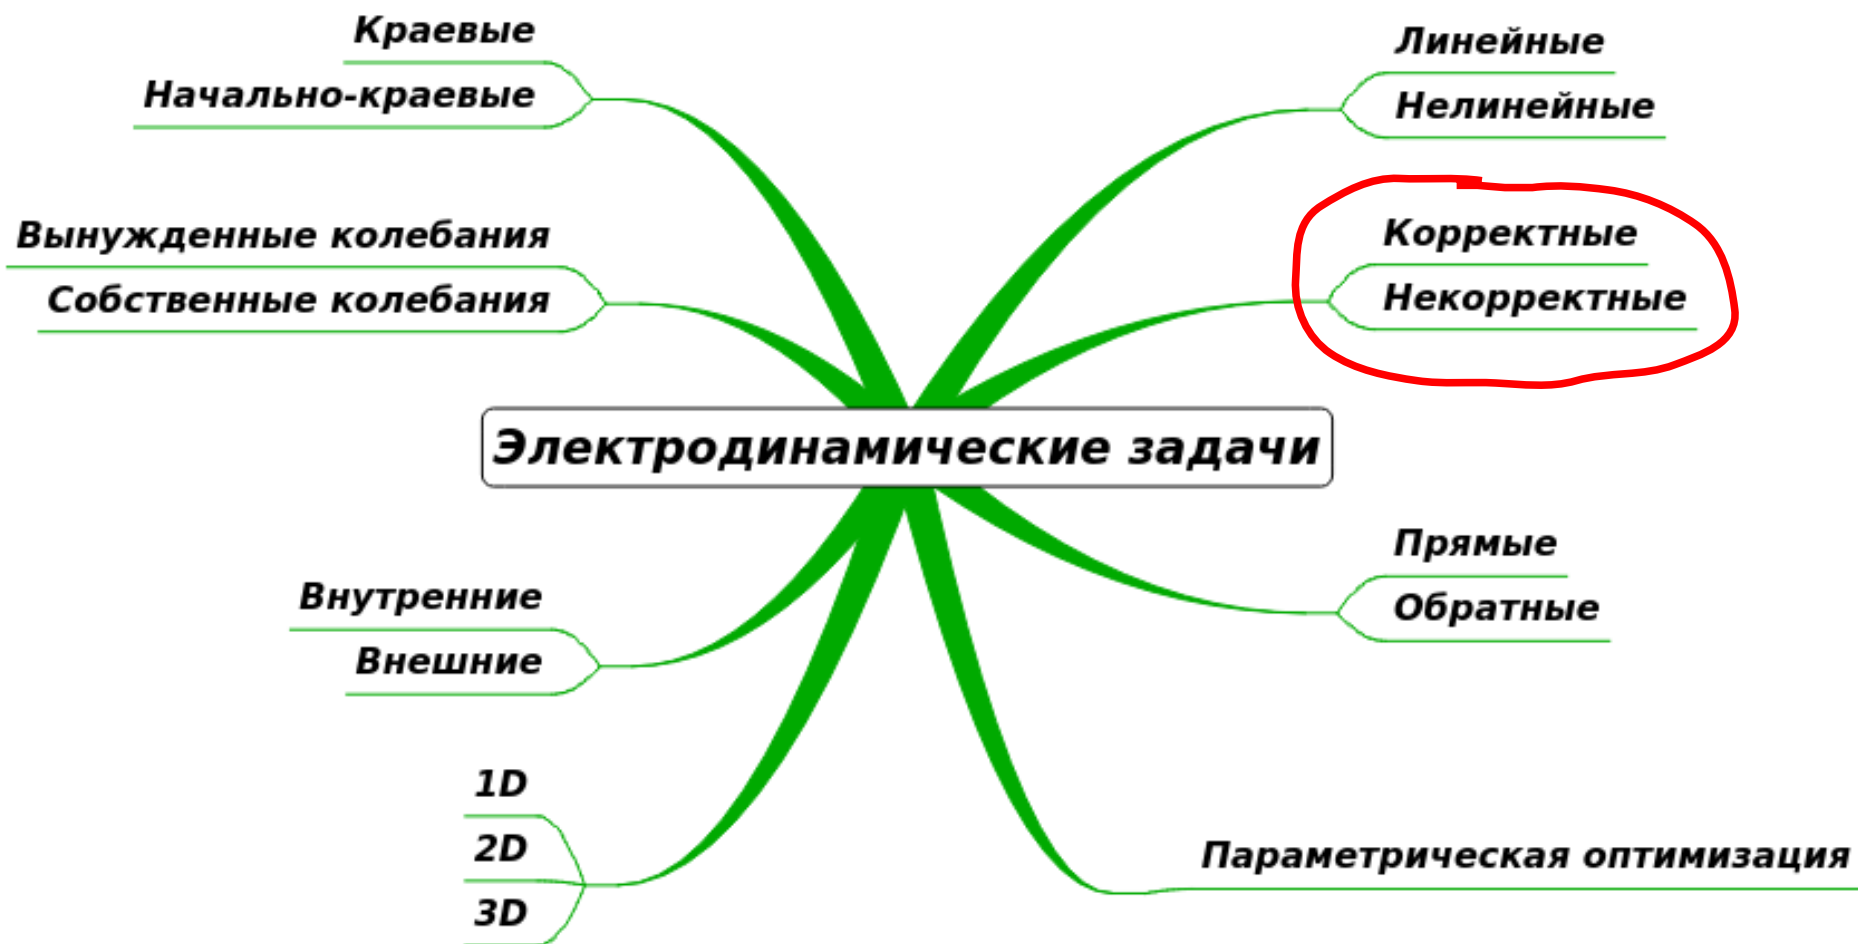 Краевые
Начально-краевые
Вынужденные колебания
Собственные колебания
Линейные
Нелинейные
Корректные
Некорректные
Электродинамические задачи
Внутренние
Внешние
1D
2D
3D
Прямые
Обратные
Параметрическая оптимизация